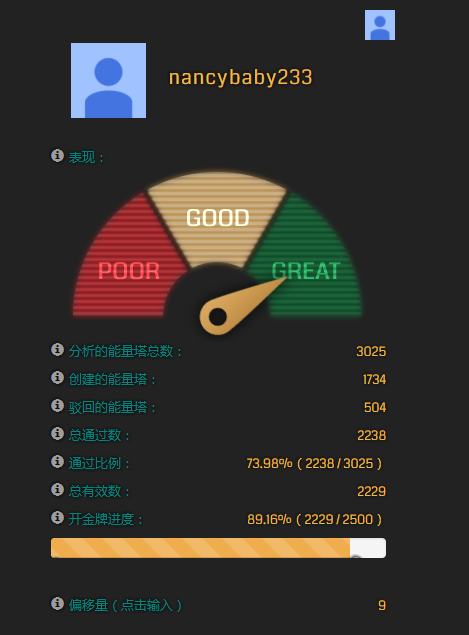 nancybaby233
表现：
GOOD
POOR
GREAT
分析的能量塔总数： 3025
创建的能量塔： 1734
驳回的能量塔： 504
总通过数： 2238
通过比例： 73.98% ( 2238 / 3025 )
总有效数： 2229
开金牌进度： 89.16% ( 2229 / 2500 )
偏移量 ( 点击输入 ) 9